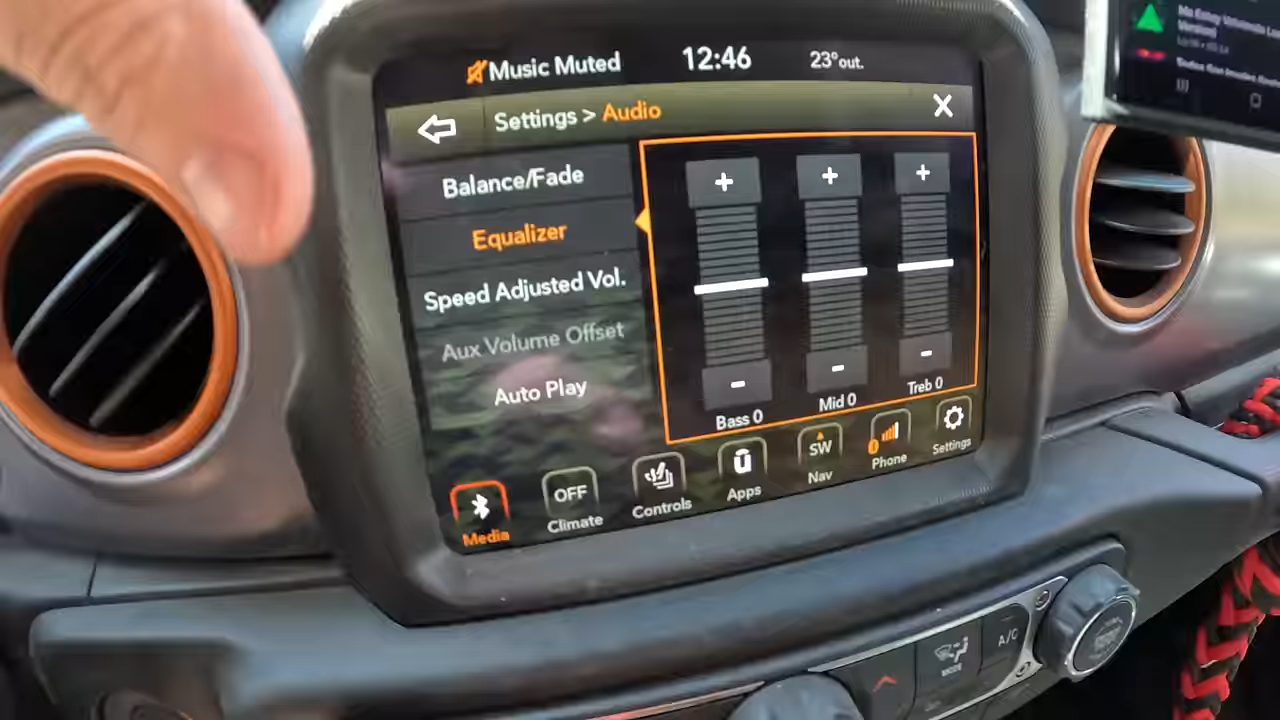 Music Muted 12:46 23°out.
Settings > Audio X
Balance/Fade
Equalizer
Speed Adjusted Vol.
Aux Volume Offset
Auto Play
+ + +
- - -
Bass 0 Mid 0 Treb 0
Media
OFF
Climate
Controls
Apps
SW
Nav
Phone
Settings
MODE
A/C